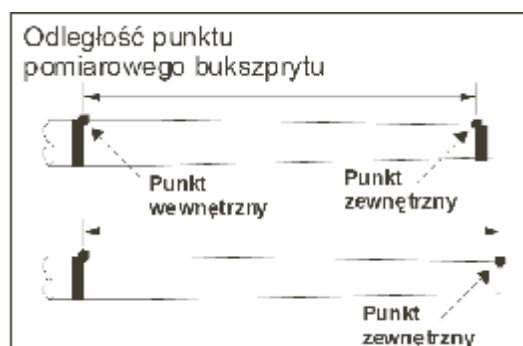 Odległość punktu
pomiarowego bukszprytu
Punkt
wewnętrzny
Punkt
zewnętrzny
Punkt
zewnętrzny